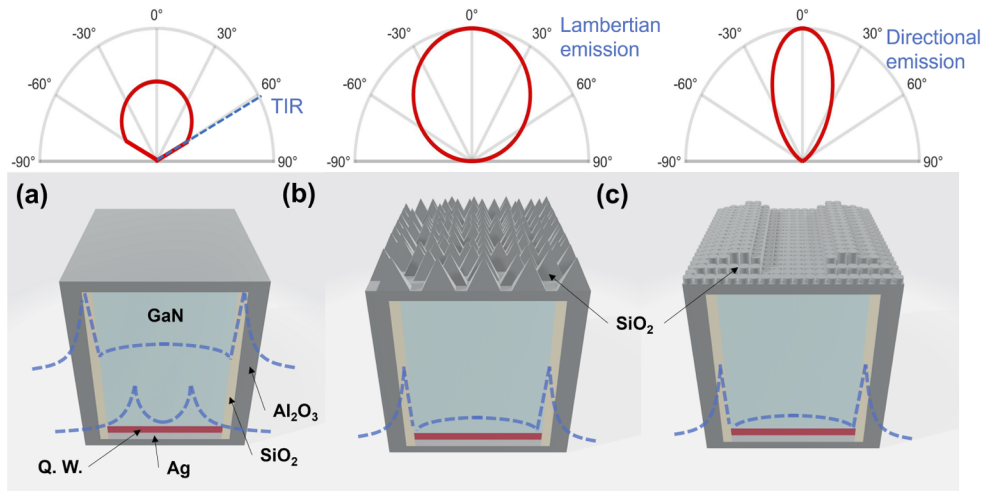 0°
-30°
30°
-60°
60°
TIR
-90°
90°
Lambertian
emission
0°
-30°
30°
-60°
60°
-90°
90°
Directional
emission
0°
-30°
30°
-60°
60°
-90°
90°
(a)
(b)
(c)
GaN
SiO₂
Al₂O₃
SiO₂
Q. W.
Ag